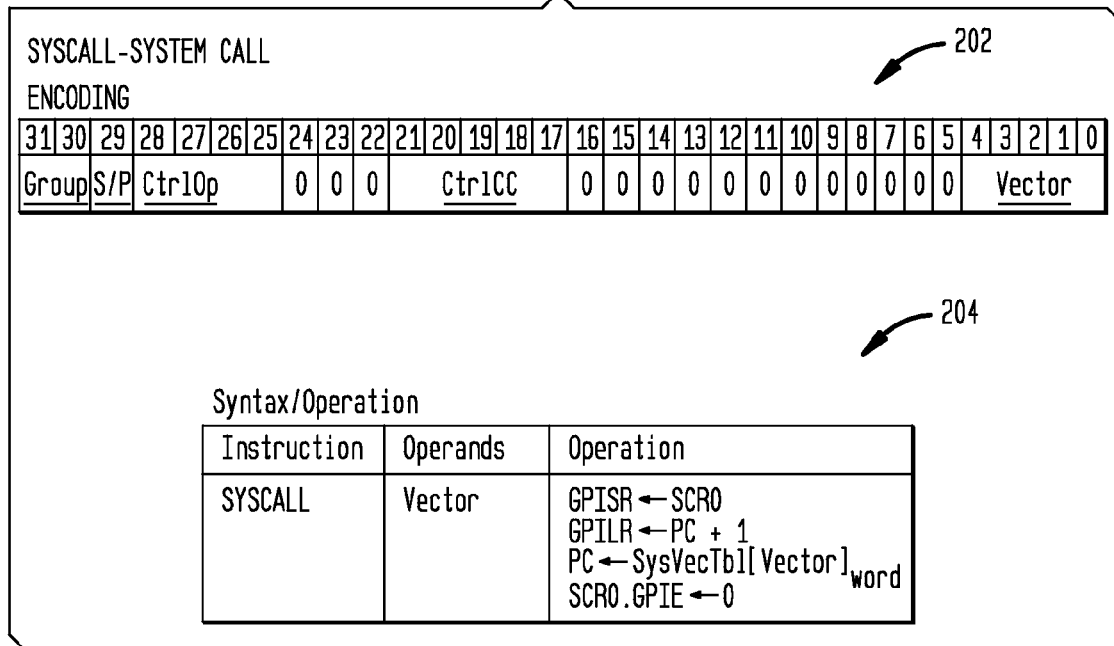 SYSCALL-SYSTEM CALL
202
ENCODING
31 30 29 28 27 26 25 24 23 22 21 20 19 18 17 16 15 14 13 12 11 10 9 8 7 6 5 4 3 2 1 0
Group S/P CtrlOp 0 0 0 CtrlCC 0 0 0 0 0 0 0 0 0 0 0 0 Vector
204
Syntax/Operation
Instruction Operands Operation
SYSCALL Vector GPISR←SCR0
GPILR←PC + 1
PC←SysVecTbl[Vector]word
SCR0.GPIE←0